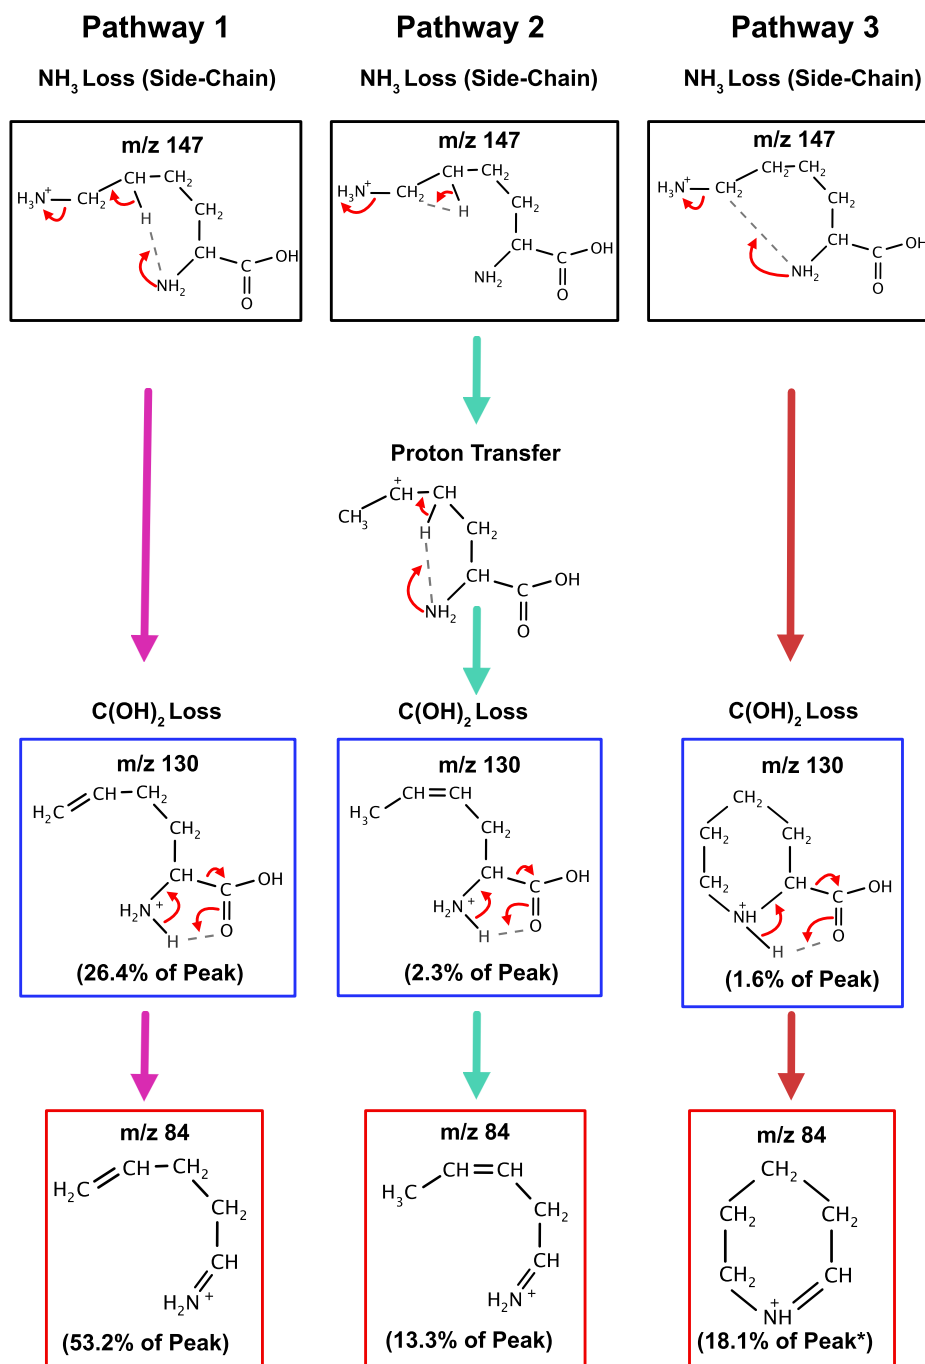 Pathway 1
Pathway 2
Pathway 3
NH3 Loss (Side-Chain)
NH3 Loss (Side-Chain)
NH3 Loss (Side-Chain)
m/z 147
H3N+
CH2
CH
CH2
H
CH2
CH
NH2
C
OH
O
m/z 147
H3N+
CH2
CH
CH2
H
CH2
CH
NH2
C
OH
O
m/z 147
H3N+
CH2
CH2
CH2
CH2
CH
NH2
C
OH
O
Proton Transfer
CH3
+
CH
CH
H
CH2
CH
NH2
C
OH
O
C(OH)2 Loss
C(OH)2 Loss
C(OH)2 Loss
m/z 130
H2C
CH
CH2
CH2
CH
C
OH
H2N+
H
O
(26.4% of Peak)
m/z 130
H3C
CH
CH
CH2
CH
C
OH
H2N+
H
O
(2.3% of Peak)
m/z 130
CH2
CH2
CH2
CH2
CH
C
OH
+
NH
H
O
(1.6% of Peak)
m/z 84
H2C
CH
CH2
CH2
CH
H2N+
(53.2% of Peak)
m/z 84
H3C
CH
CH
CH2
CH
H2N+
(13.3% of Peak)
m/z 84
CH2
CH2
CH2
CH2
CH
+
NH
(18.1% of Peak*)